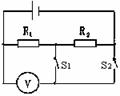 R₁ R₂
V S₁ S₂